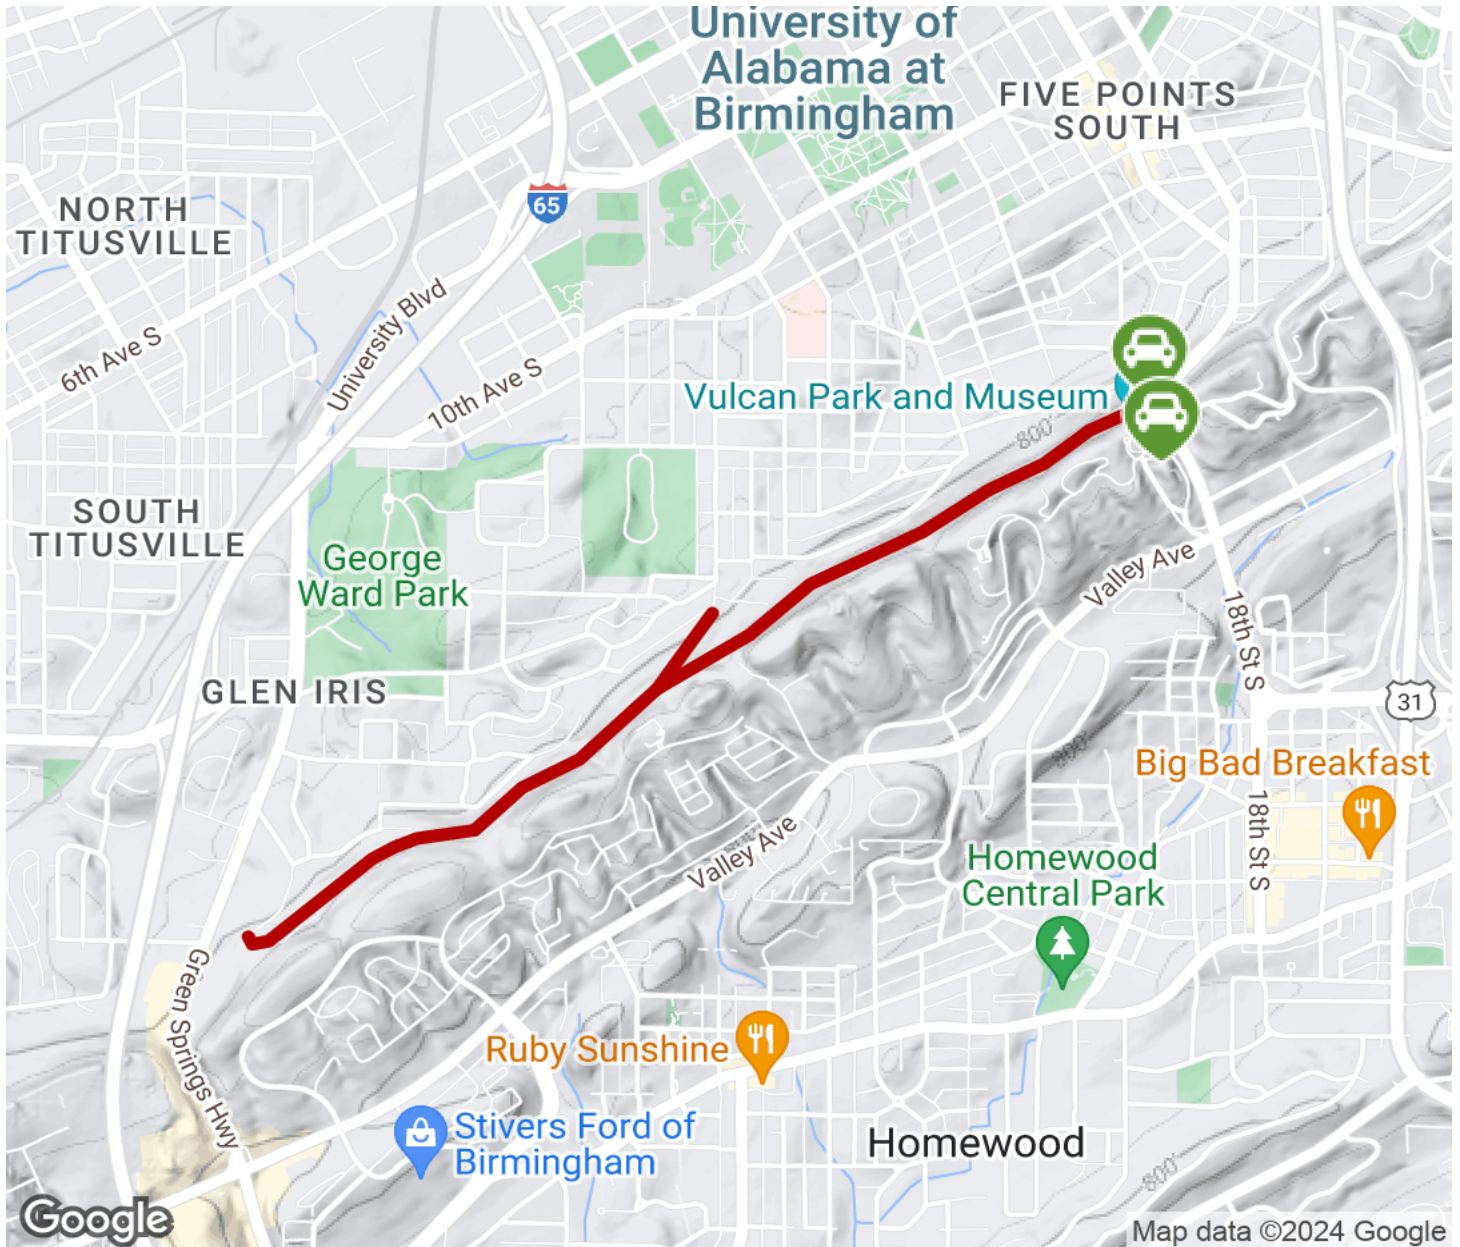 University of
Alabama at
Birmingham
FIVE POINTS
SOUTH
65
NORTH
TITUSVILLE
University Blvd
6th Ave S
10th Ave S
Vulcan Park and Museum
800'
SOUTH
TITUSVILLE
George
Ward Park
Valley Ave
18th St S
GLEN IRIS
31
800'
Big Bad Breakfast
18th St S
Valley Ave
Homewood
Central Park
Green Springs Hwy
Ruby Sunshine
Stivers Ford of
Birmingham
Homewood
800'
Google
Map data ©2024 Google